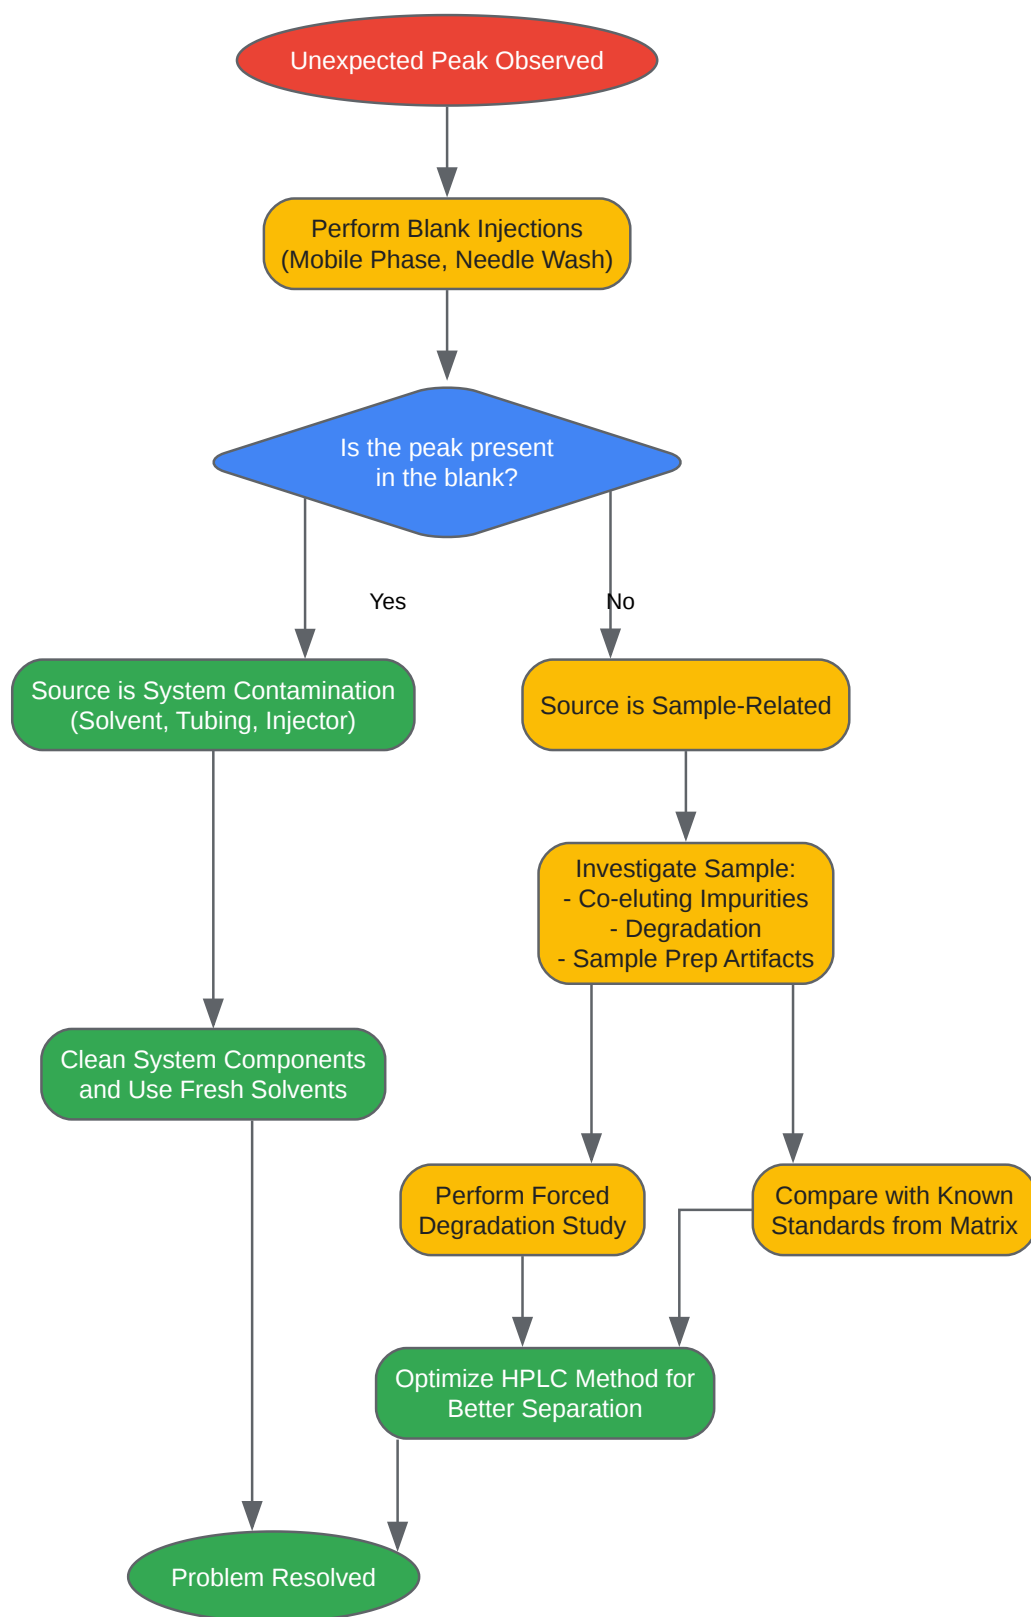 Unexpected Peak Observed
Perform Blank Injections
(Mobile Phase, Needle Wash)
Is the peak present
in the blank?
Yes
No
Source is System Contamination
(Solvent, Tubing, Injector)
Source is Sample-Related
Investigate Sample:
- Co-eluting Impurities
- Degradation
- Sample Prep Artifacts
Clean System Components
and Use Fresh Solvents
Perform Forced
Degradation Study
Compare with Known
Standards from Matrix
Optimize HPLC Method for
Better Separation
Problem Resolved